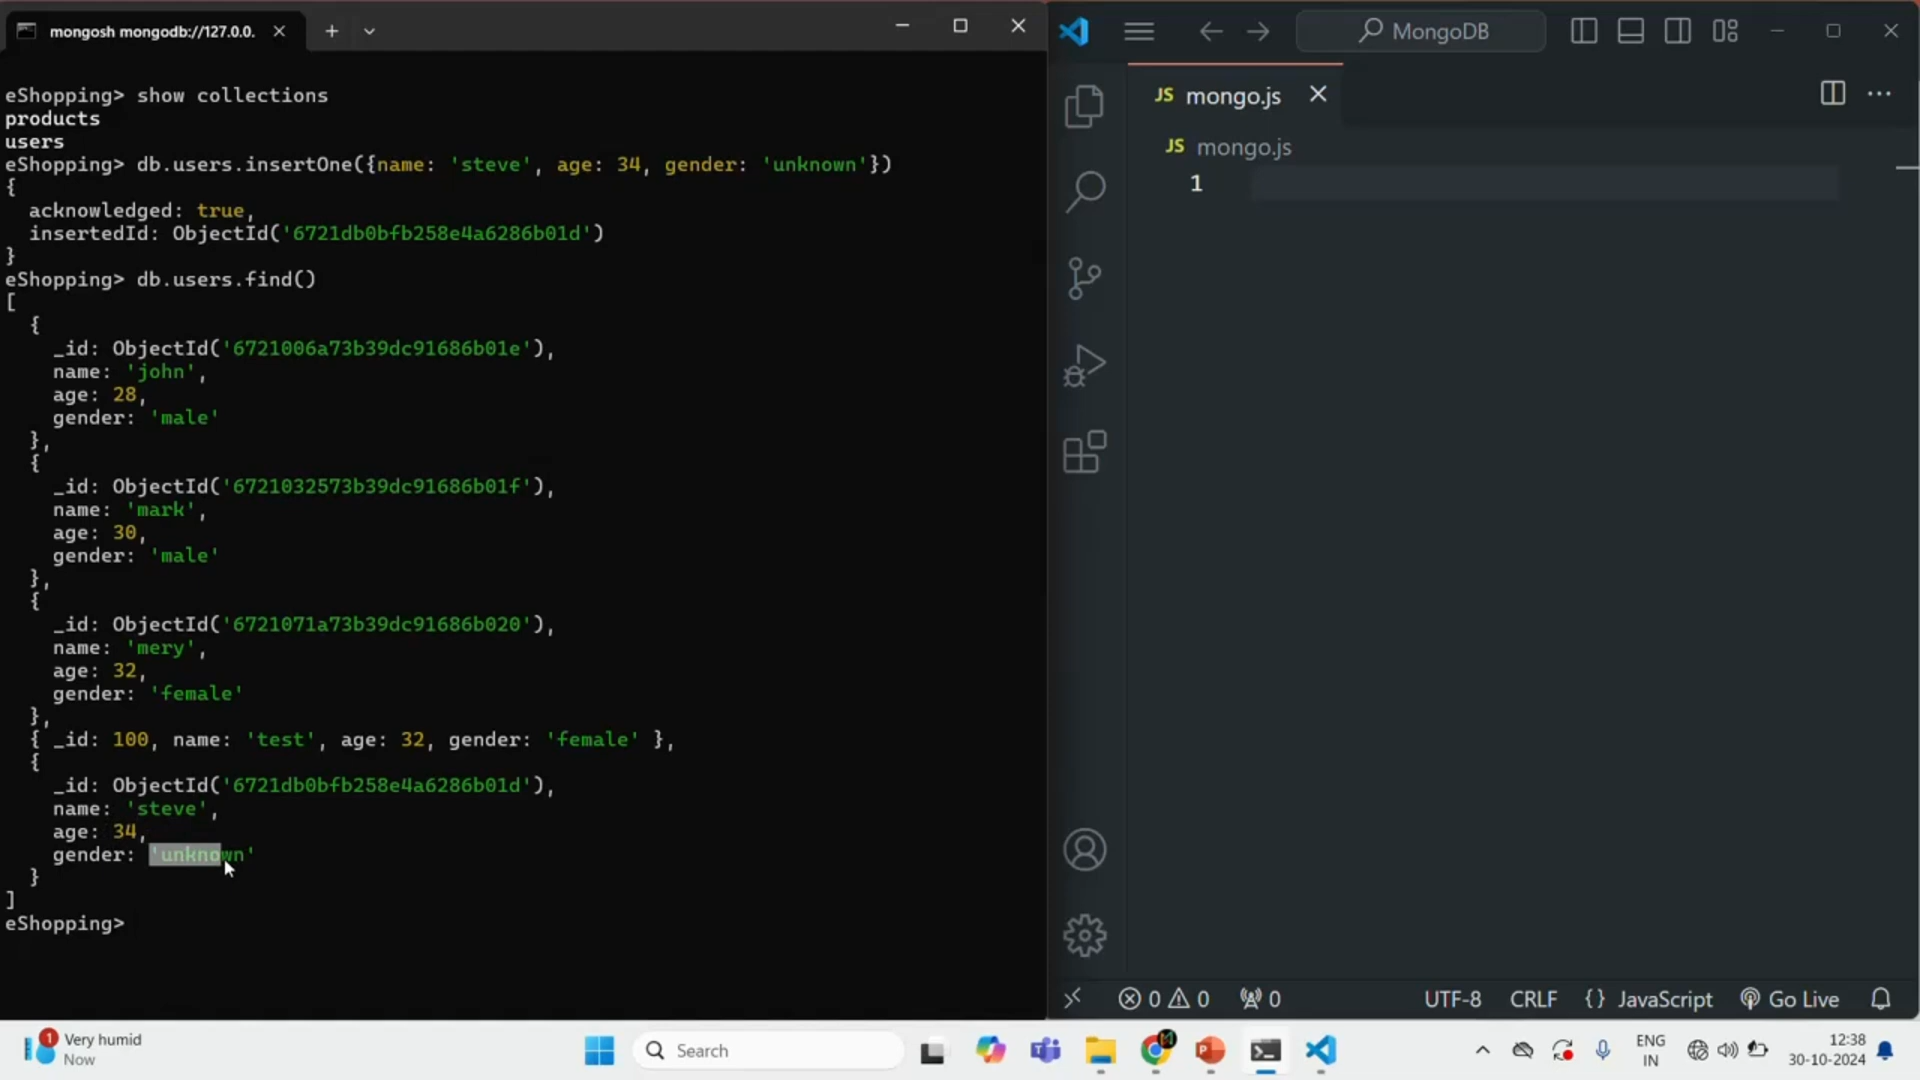 mongosh mongodb://127.0.0.
eShopping> show collections
products
users
eShopping> db.users.insertOne({name: 'steve', age: 34, gender: 'unknown'})
{
  acknowledged: true,
  insertedId: ObjectId('6721db0bfb258e4a6286b01d')
}
eShopping> db.users.find()
[
  {
    _id: ObjectId('6721006a73b39dc91686b01e'),
    name: 'john',
    age: 28,
    gender: 'male'
  },
  {
    _id: ObjectId('6721032573b39dc91686b01f'),
    name: 'mark',
    age: 30,
    gender: 'male'
  },
  {
    _id: ObjectId('6721071a73b39dc91686b020'),
    name: 'mery',
    age: 32,
    gender: 'female'
  },
  { _id: 100, name: 'test', age: 32, gender: 'female' },
  {
    _id: ObjectId('6721db0bfb258e4a6286b01d'),
    name: 'steve',
    age: 34,
    gender: 'unknown'
  }
]
eShopping>
MongoDB
JS mongo.js
JS mongo.js
1
0 0 0 UTF-8 CRLF {} JavaScript Go Live
1
Very humid
Now
Search
ENG
IN
12:38
30-10-2024